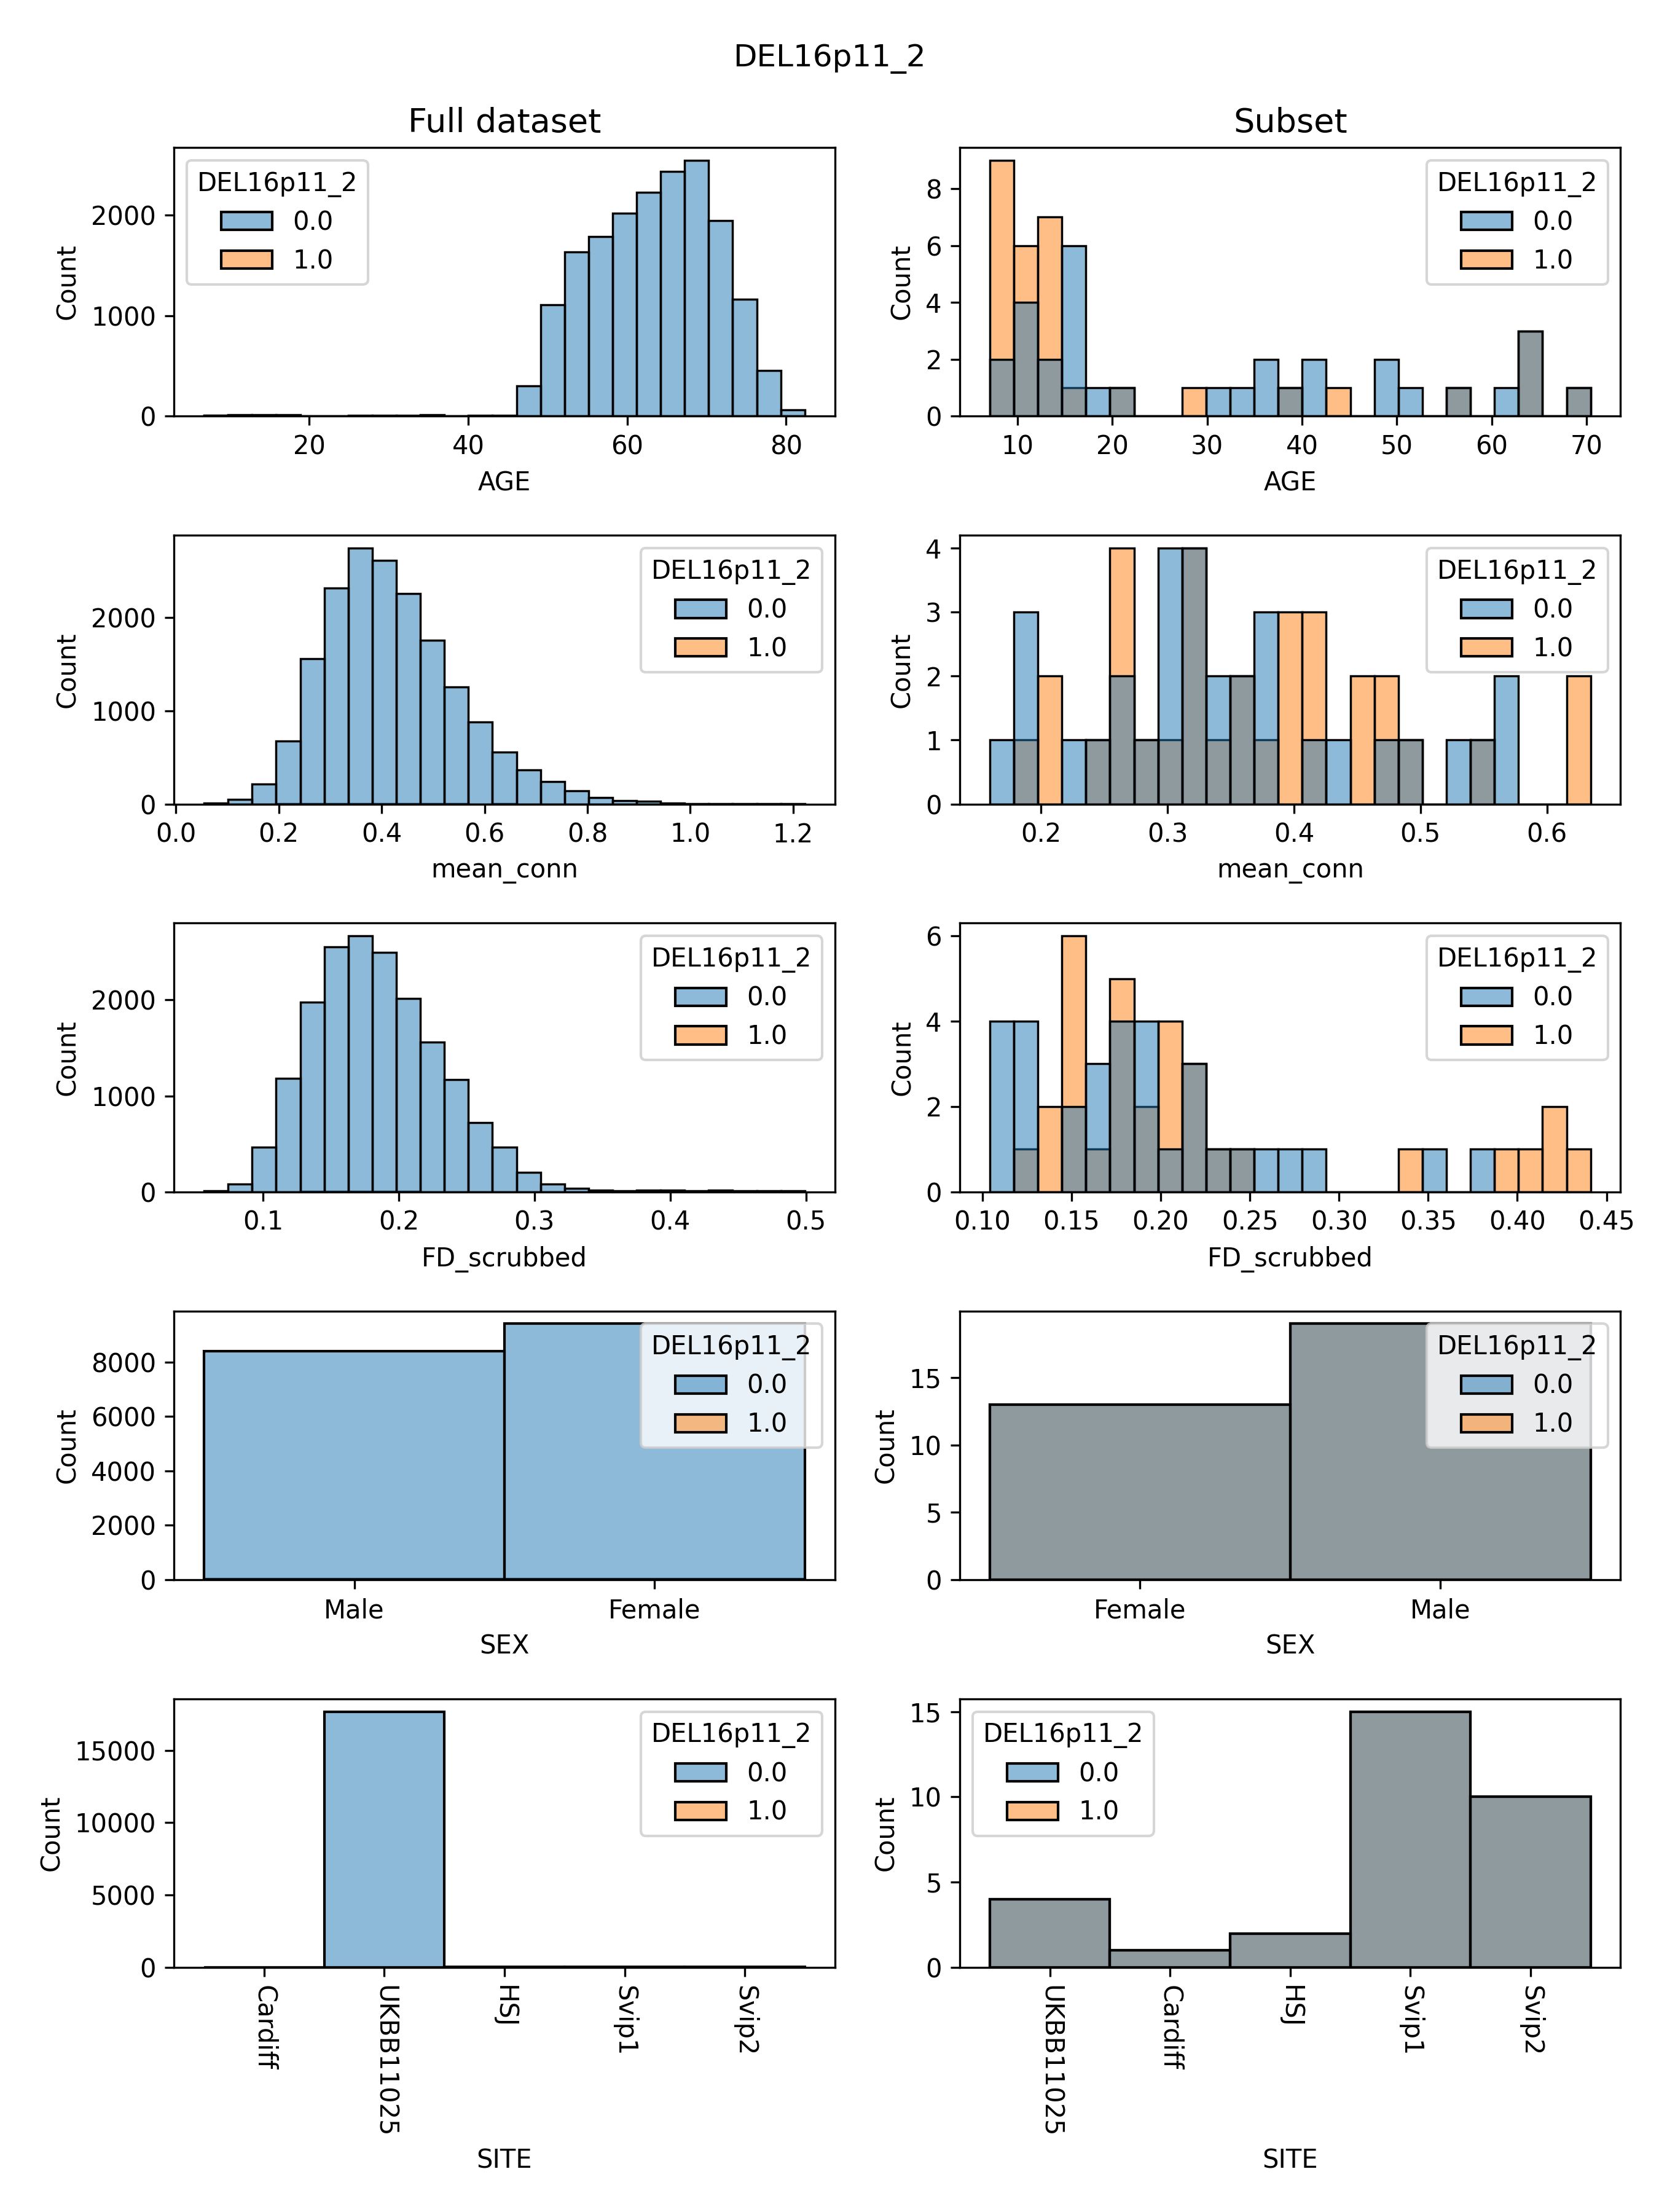 DEL16p11_2
Full dataset
Subset
DEL16p11_2
0.0
1.0
Count
2000
1000
0
20 40 60 80
AGE
DEL16p11_2
0.0
1.0
Count
8
6
4
2
0
10 20 30 40 50 60 70
AGE
DEL16p11_2
0.0
1.0
Count
2000
1000
0
0.0 0.2 0.4 0.6 0.8 1.0 1.2
mean_conn
DEL16p11_2
0.0
1.0
Count
4
3
2
1
0
0.2 0.3 0.4 0.5 0.6
mean_conn
DEL16p11_2
0.0
1.0
Count
2000
1000
0
0.1 0.2 0.3 0.4 0.5
FD_scrubbed
DEL16p11_2
0.0
1.0
Count
6
4
2
0
0.10 0.15 0.20 0.25 0.30 0.35 0.40 0.45
FD_scrubbed
DEL16p11_2
0.0
1.0
Count
8000
6000
4000
2000
0
Male Female
SEX
DEL16p11_2
0.0
1.0
Count
15
10
5
0
Female Male
SEX
DEL16p11_2
0.0
1.0
Count
15000
10000
5000
0
Cardiff
UKBB11025
HSJ
Svip1
Svip2
SITE
DEL16p11_2
0.0
1.0
Count
15
10
5
0
UKBB11025
Cardiff
HSJ
Svip1
Svip2
SITE